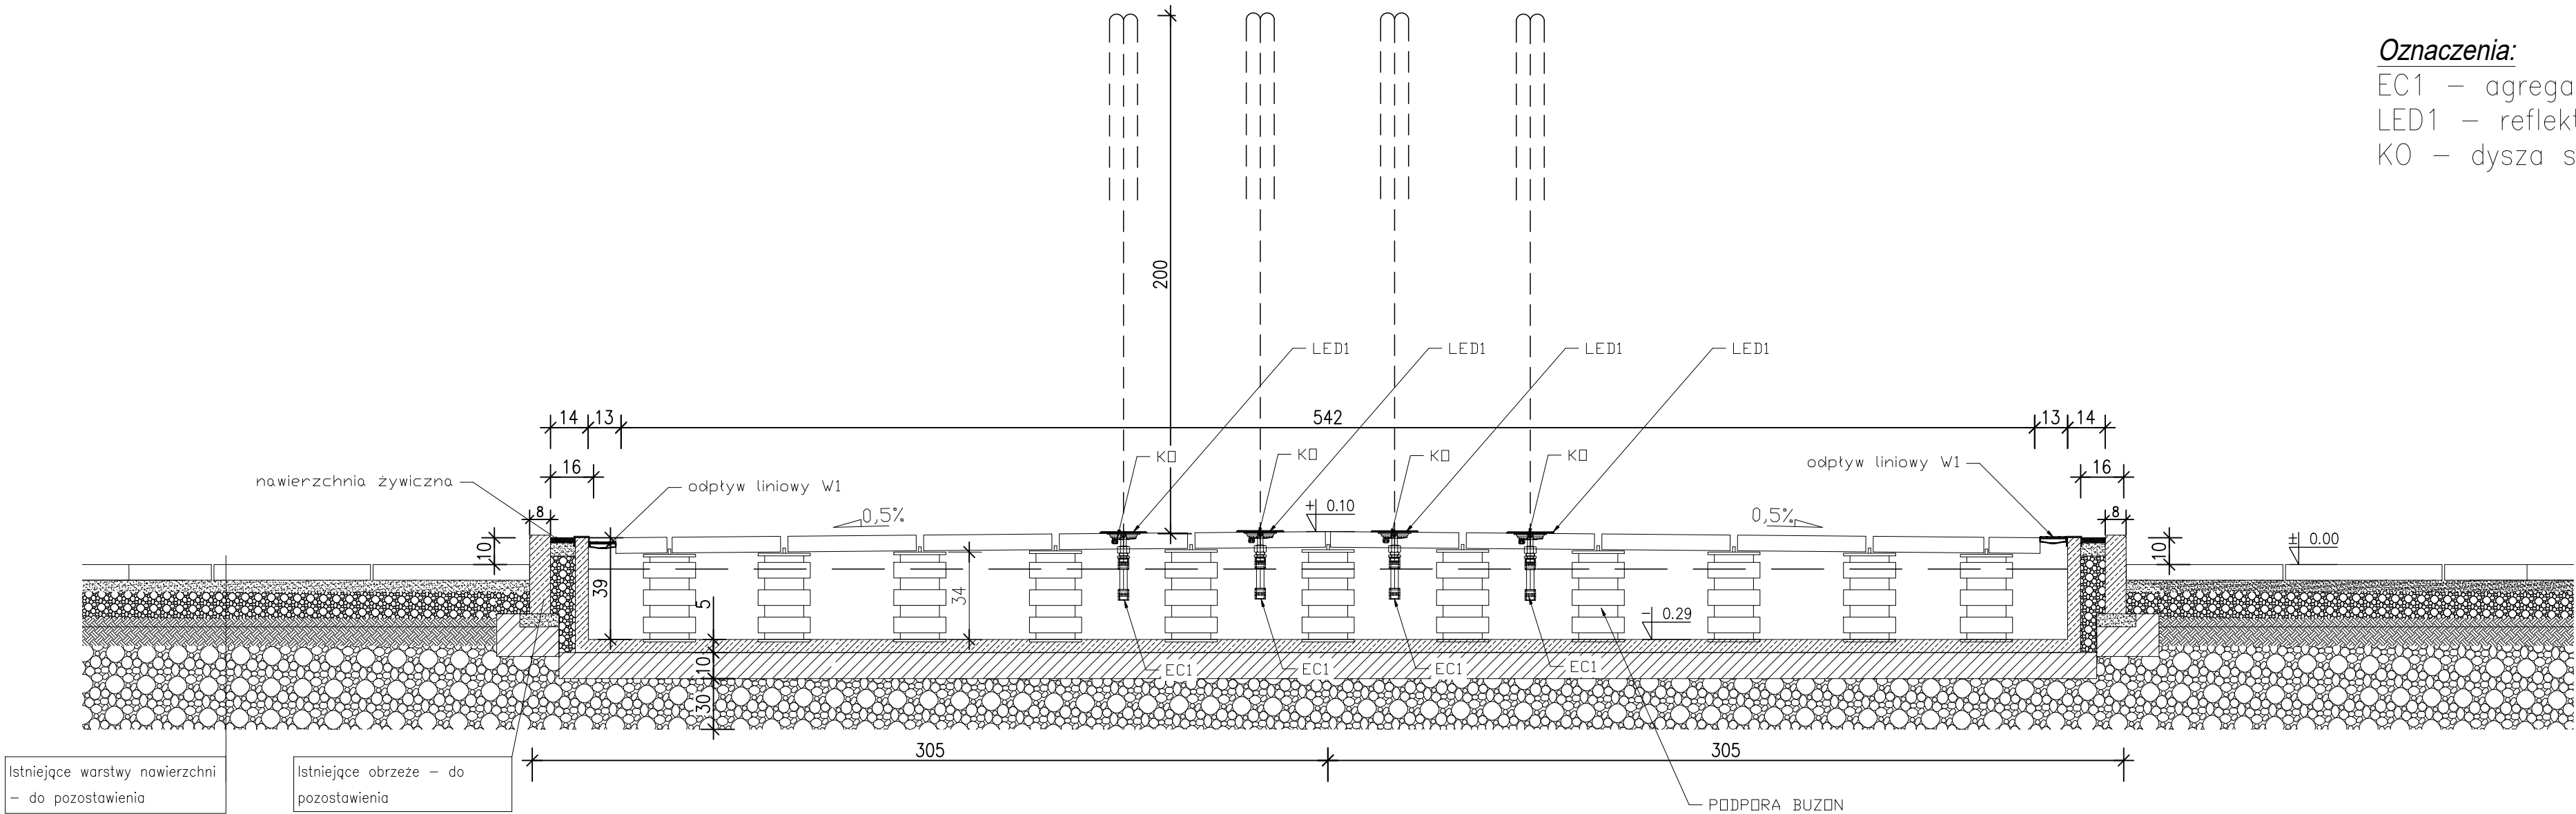 Oznaczenia:
EC1 – agrega
LED1 – reflekt
KO – dysza s
200
LED1
LED1
LED1
LED1
14
13
542
13
14
KO
KO
KO
KO
16
16
nawierzchnia żywiczna
odpływ liniowy W1
odpływ liniowy W1
8
8
0,5%
± 0.10
0,5%
10
10
± 0.00
39
5
34
- 0.29
10
30
EC1
EC1
EC1
EC1
305
305
Istniejące warstwy nawierzchni
– do pozostawienia
Istniejące obrzeże – do
pozostawienia
PODPORA BUZON